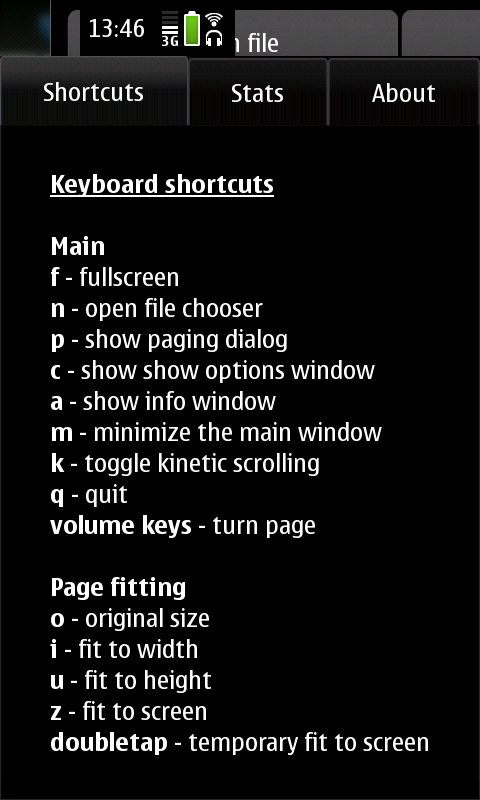 13:46
3G
file
Shortcuts
Stats
About
Keyboard shortcuts
Main
f - fullscreen
n - open file chooser
p - show paging dialog
c - show show options window
a - show info window
m - minimize the main window
k - toggle kinetic scrolling
q - quit
volume keys - turn page
Page fitting
o - original size
i - fit to width
u - fit to height
z - fit to screen
doubletap - temporary fit to screen